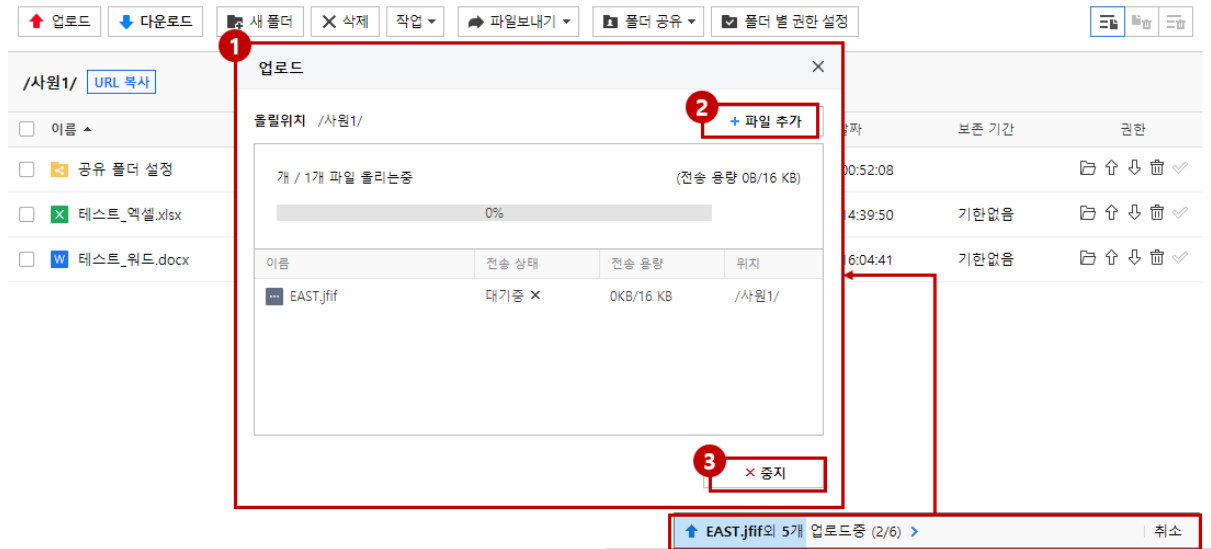 업로드 다운로드 새 폴더 삭제 작업 파일보내기 폴더 공유 폴더 별 권한 설정
/사원1/ URL 복사
이름 보존 기간 권한
공유 폴더 설정 00:52:08
테스트_엑셀.xlsx 14:39:50 기한없음
테스트_워드.docx 16:04:41 기한없음
1
업로드
올릴위치 /사원1/
2
+ 파일 추가
개 / 1개 파일 올리는중 (전송 용량 0B/16 KB)
0%
이름 전송 상태 전송 용량 위치
EAST.jfif 대기중 0KB/16 KB /사원1/
3
중지
EAST.jfif외 5개 업로드중 (2/6) 취소